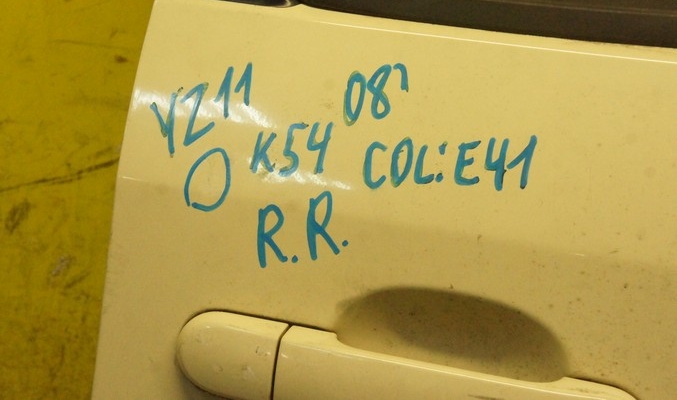 YZ11 08'
O K54 COL:E41
R.R.